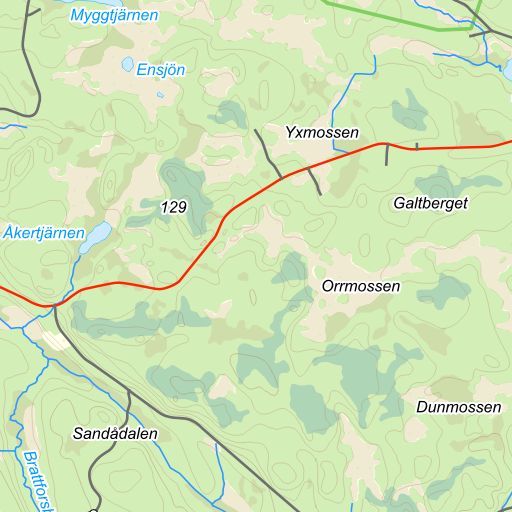 Myggtjärnen
Ensjön
Yxmossen
129
Galtberget
Åkertjärnen
Orrmossen
Dunmossen
Sandådalen